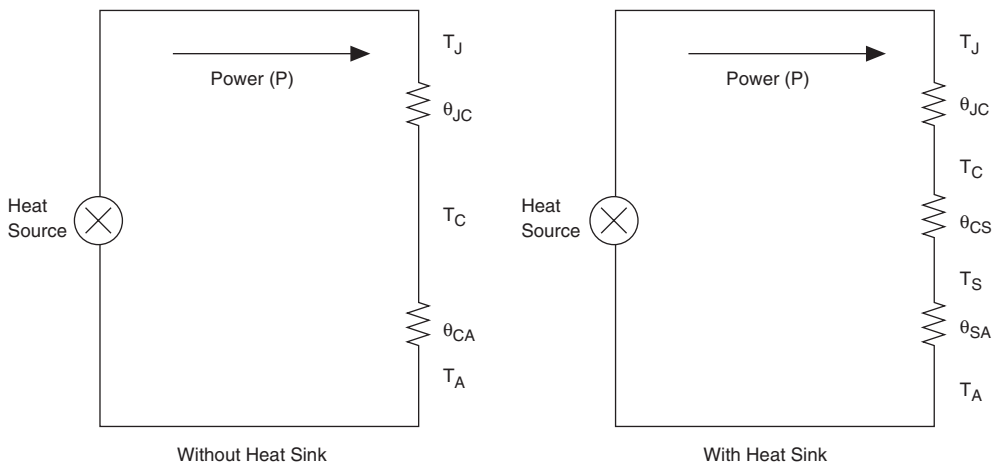 T_J
Power (P)
θ_JC
Heat
Source
T_C
θ_CA
T_A
Without Heat Sink
T_J
Power (P)
θ_JC
T_C
Heat
Source
θ_CS
T_S
θ_SA
T_A
With Heat Sink